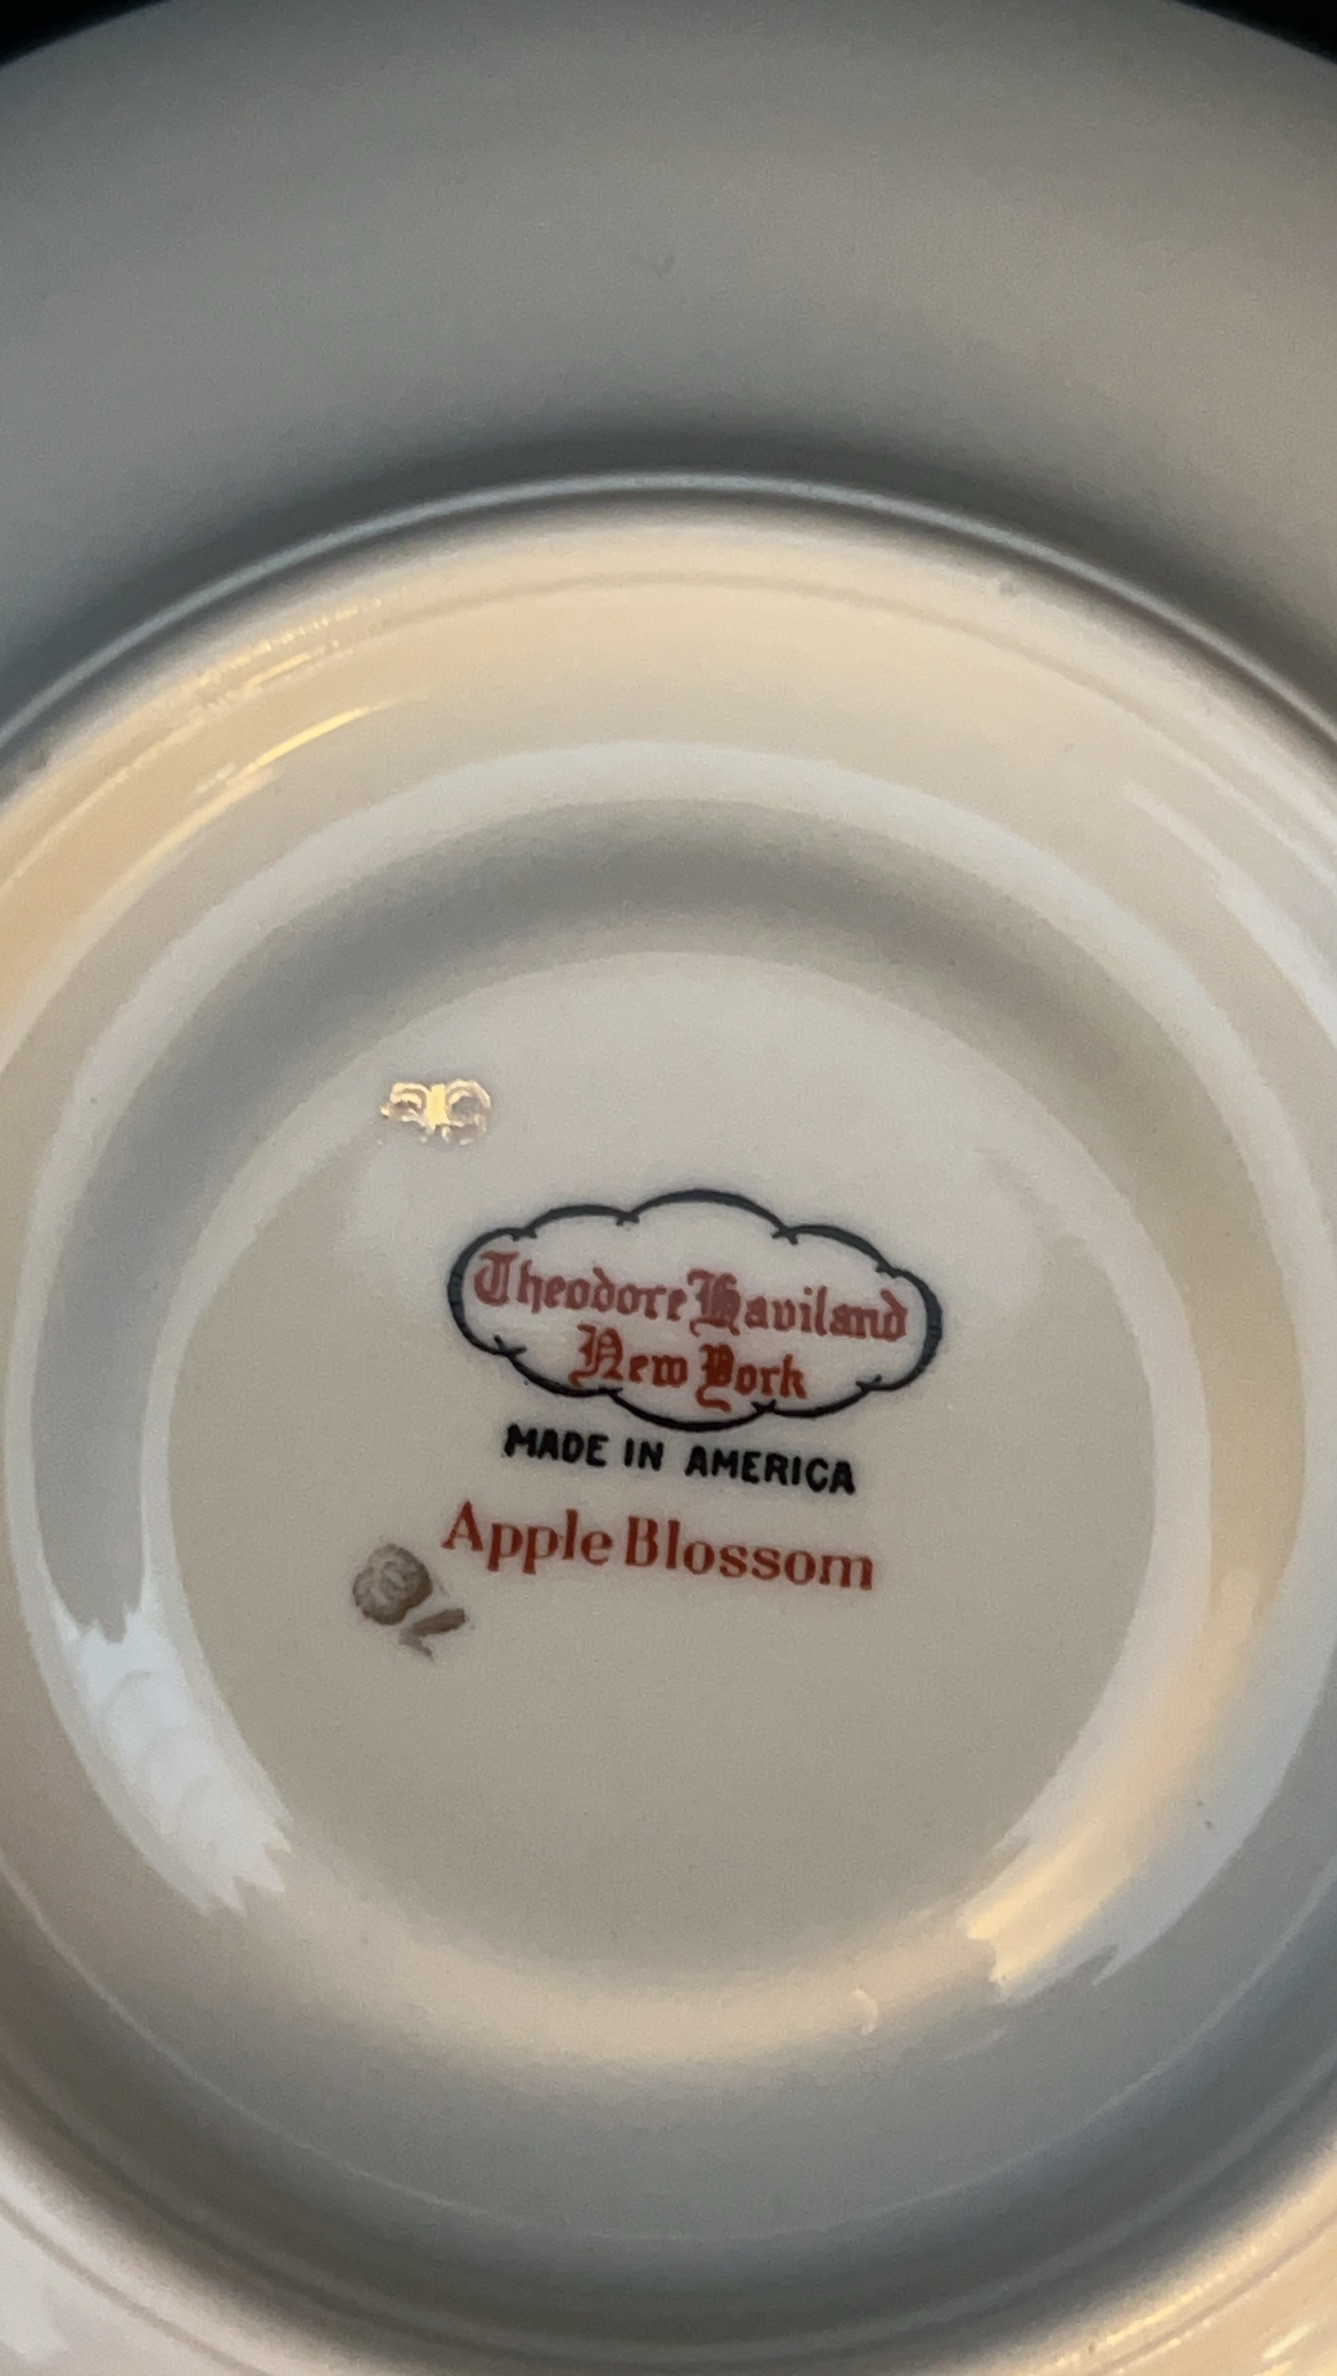 Theodore Haviland
New York
MADE IN AMERICA
Apple Blossom